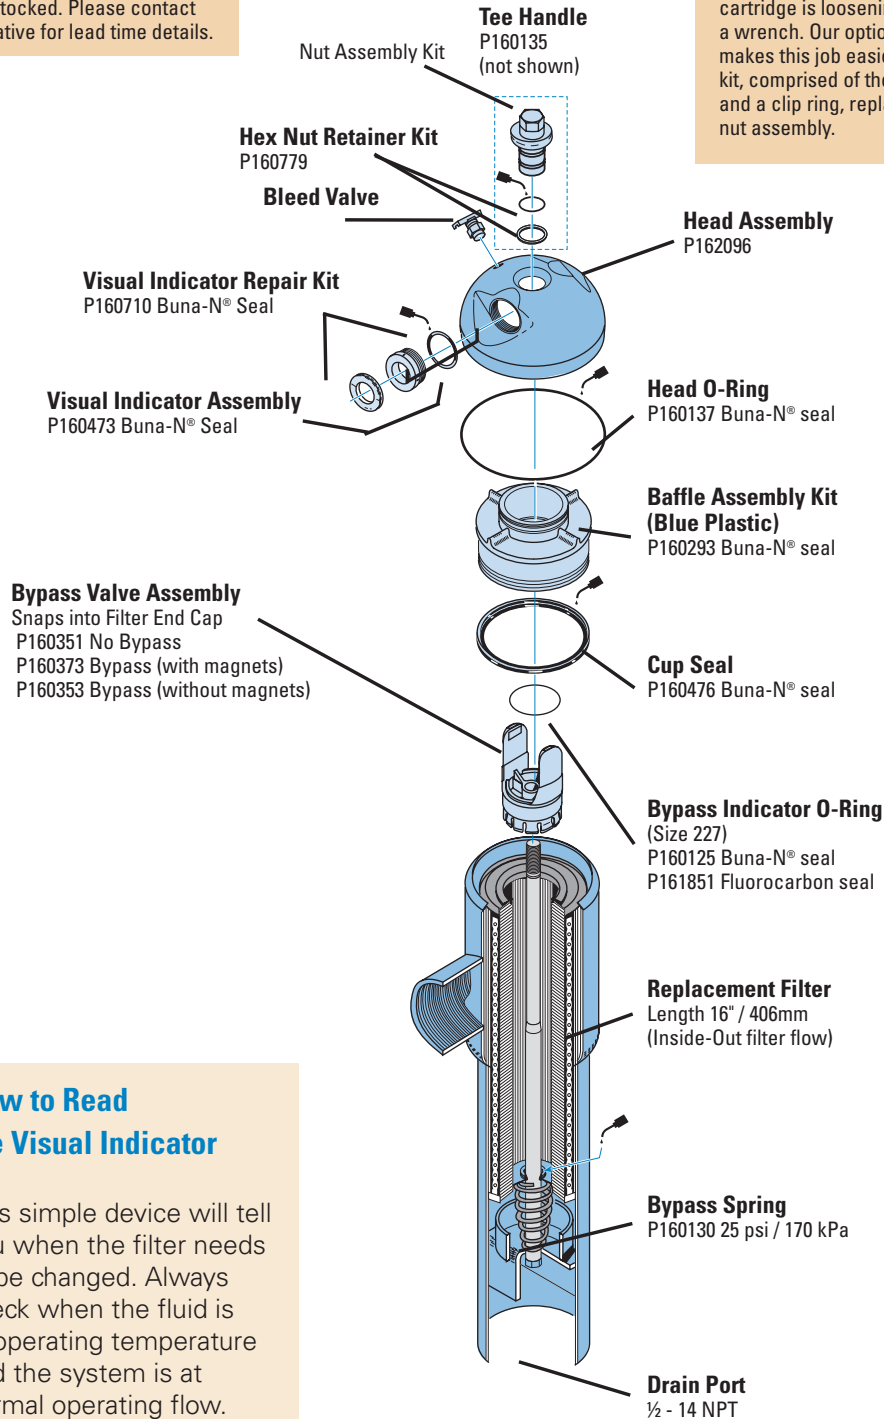 tocked. Please contact
ative for lead time details.
cartridge is looseni
a wrench. Our optio
makes this job easie
kit, comprised of the
and a clip ring, repla
nut assembly.
Tee Handle
P160135
(not shown)
Nut Assembly Kit
Hex Nut Retainer Kit
P160779
Bleed Valve
Head Assembly
P162096
Visual Indicator Repair Kit
P160710 Buna-N® Seal
Visual Indicator Assembly
P160473 Buna-N® Seal
Head O-Ring
P160137 Buna-N® seal
Baffle Assembly Kit
(Blue Plastic)
P160293 Buna-N® seal
Bypass Valve Assembly
Snaps into Filter End Cap
P160351 No Bypass
P160373 Bypass (with magnets)
P160353 Bypass (without magnets)
Cup Seal
P160476 Buna-N® seal
Bypass Indicator O-Ring
(Size 227)
P160125 Buna-N® seal
P161851 Fluorocarbon seal
Replacement Filter
Length 16" / 406mm
(Inside-Out filter flow)
Bypass Spring
P160130 25 psi / 170 kPa
Drain Port
½ - 14 NPT
w to Read
e Visual Indicator
s simple device will tell
u when the filter needs
be changed. Always
eck when the fluid is
operating temperature
d the system is at
rmal operating flow.